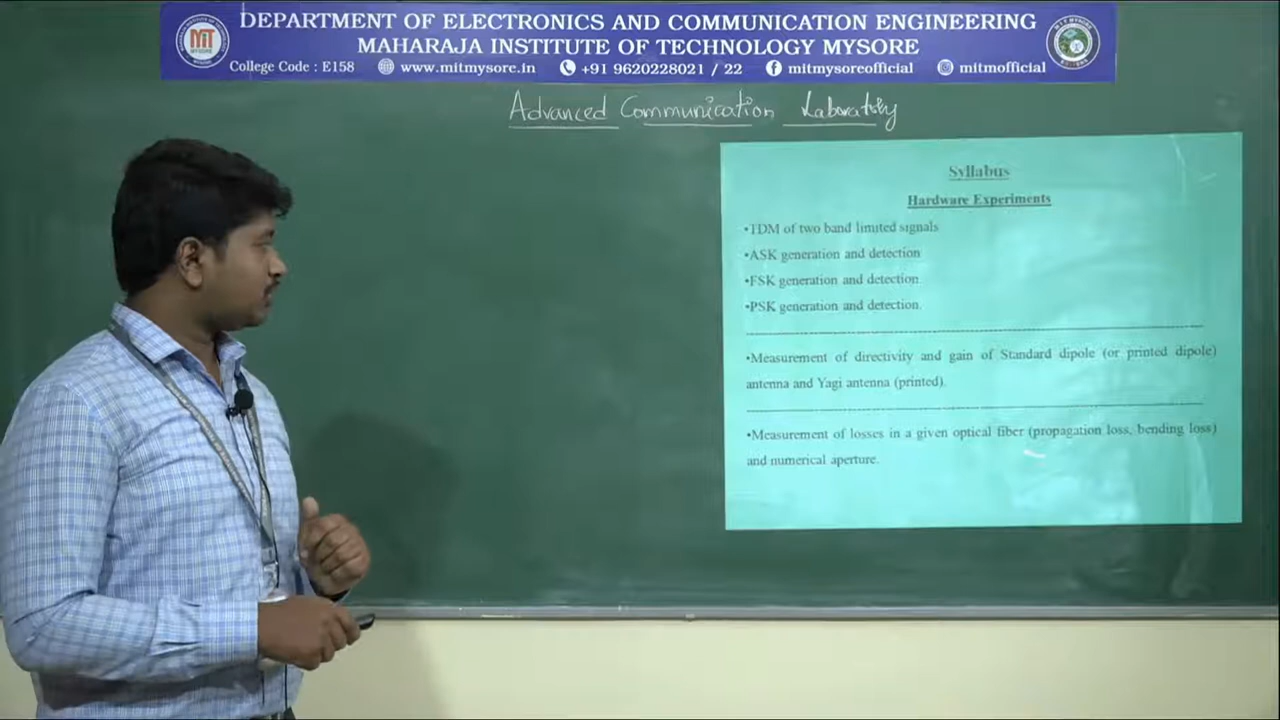 DEPARTMENT OF ELECTRONICS AND COMMUNICATION ENGINEERING
MAHARAJA INSTITUTE OF TECHNOLOGY MYSORE
College Code : E158 www.mitmysore.in +91 9620228021 / 22 mitmysoreofficial mitmofficial
MIT
MYSORE
Advanced Communication Laboratory
Syllabus
Hardware Experiments
•TDM of two band limited signals
•ASK generation and detection
•FSK generation and detection.
•PSK generation and detection.
•Measurement of directivity and gain of Standard dipole (or printed dipole)
antenna and Yagi antenna (printed).
•Measurement of losses in a given optical fiber (propagation loss, bending loss)
and numerical aperture.